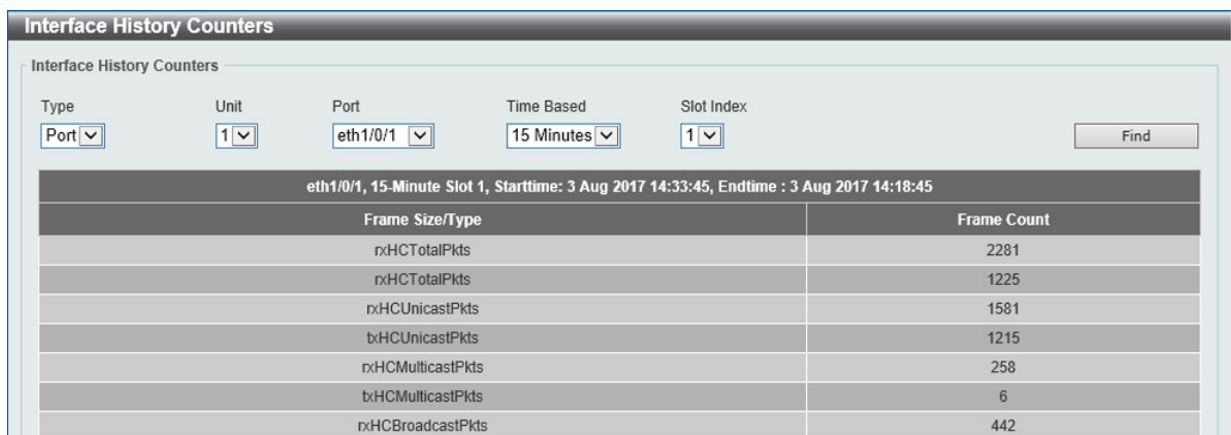 Interface History Counters
Interface History Counters
Type Unit Port Time Based Slot Index
Port 1 eth1/0/1 15 Minutes 1 Find
eth1/0/1, 15-Minute Slot 1, Starttime: 3 Aug 2017 14:33:45, Endtime : 3 Aug 2017 14:18:45
Frame Size/Type Frame Count
rxHCTotalPkts 2281
rxHCTotalPkts 1225
rxHCUnicastPkts 1581
txHCUnicastPkts 1215
rxHCMulticastPkts 258
txHCMulticastPkts 6
rxHCBroadcastPkts 442